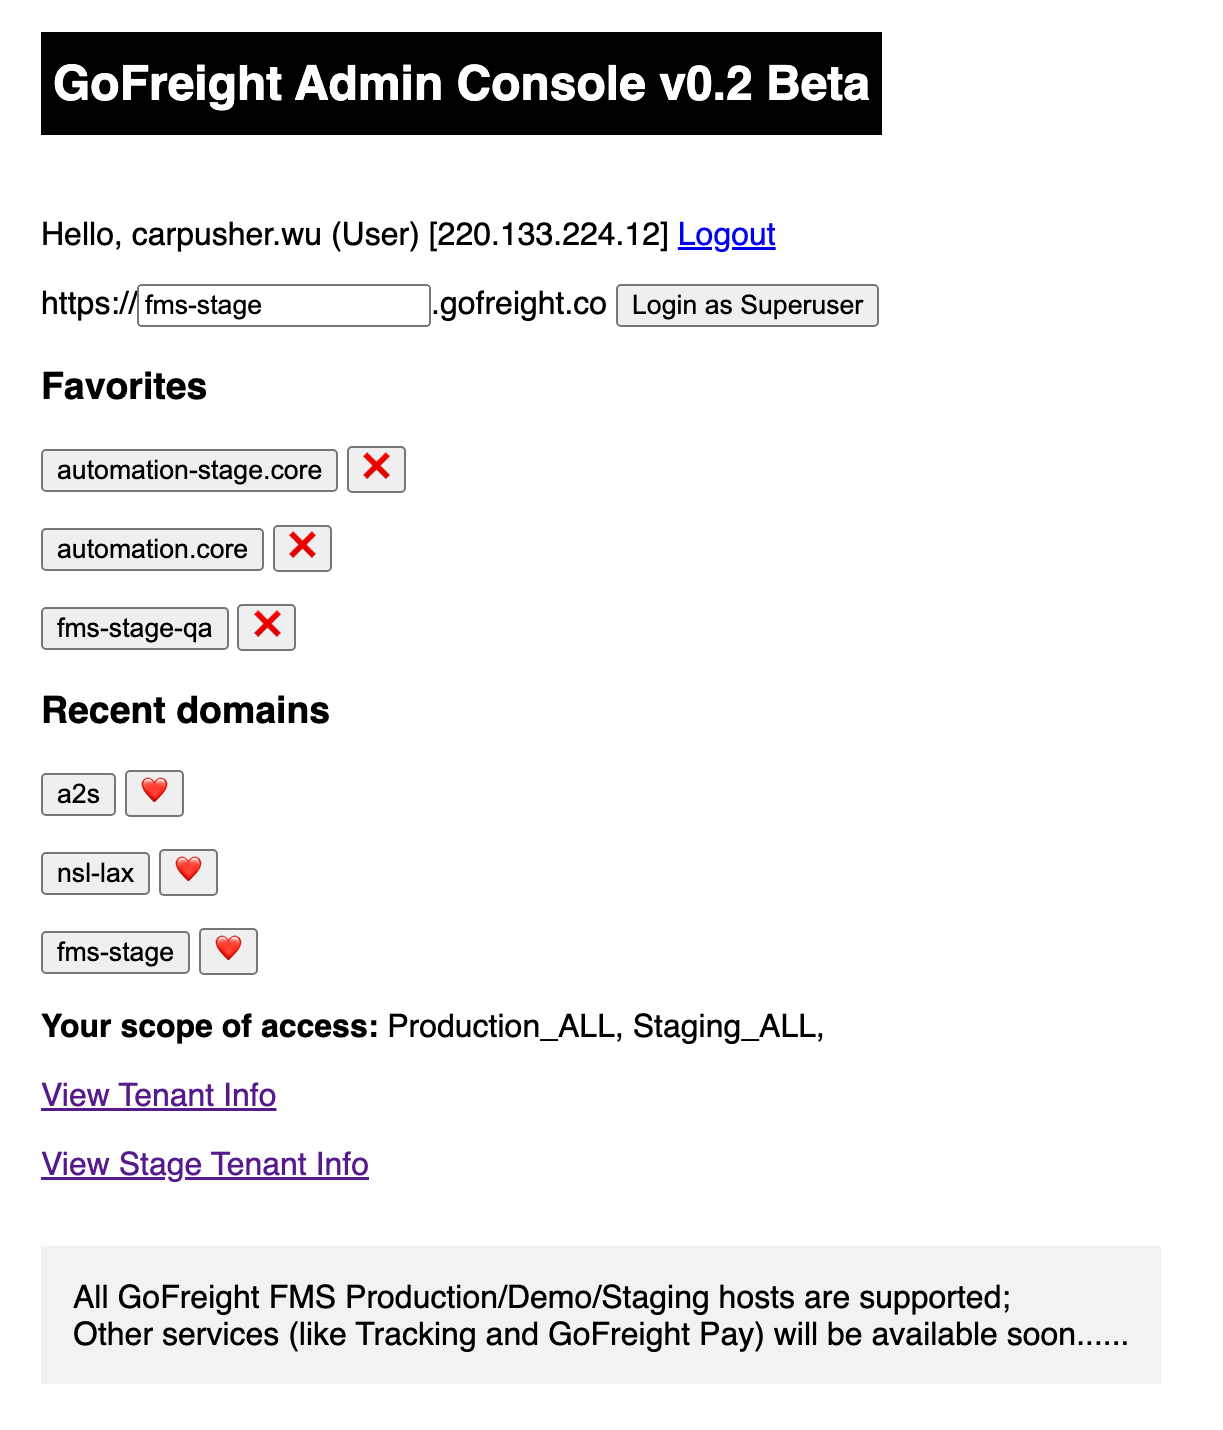 GoFreight Admin Console v0.2 Beta
Hello, carpusher.wu (User) [220.133.224.12] Logout
https://fms-stage.gofreight.co Login as Superuser
Favorites
automation-stage.core
automation.core
fms-stage-qa
Recent domains
a2s
nsl-lax
fms-stage
Your scope of access: Production_ALL, Staging_ALL,
View Tenant Info
View Stage Tenant Info
All GoFreight FMS Production/Demo/Staging hosts are supported;
Other services (like Tracking and GoFreight Pay) will be available soon......